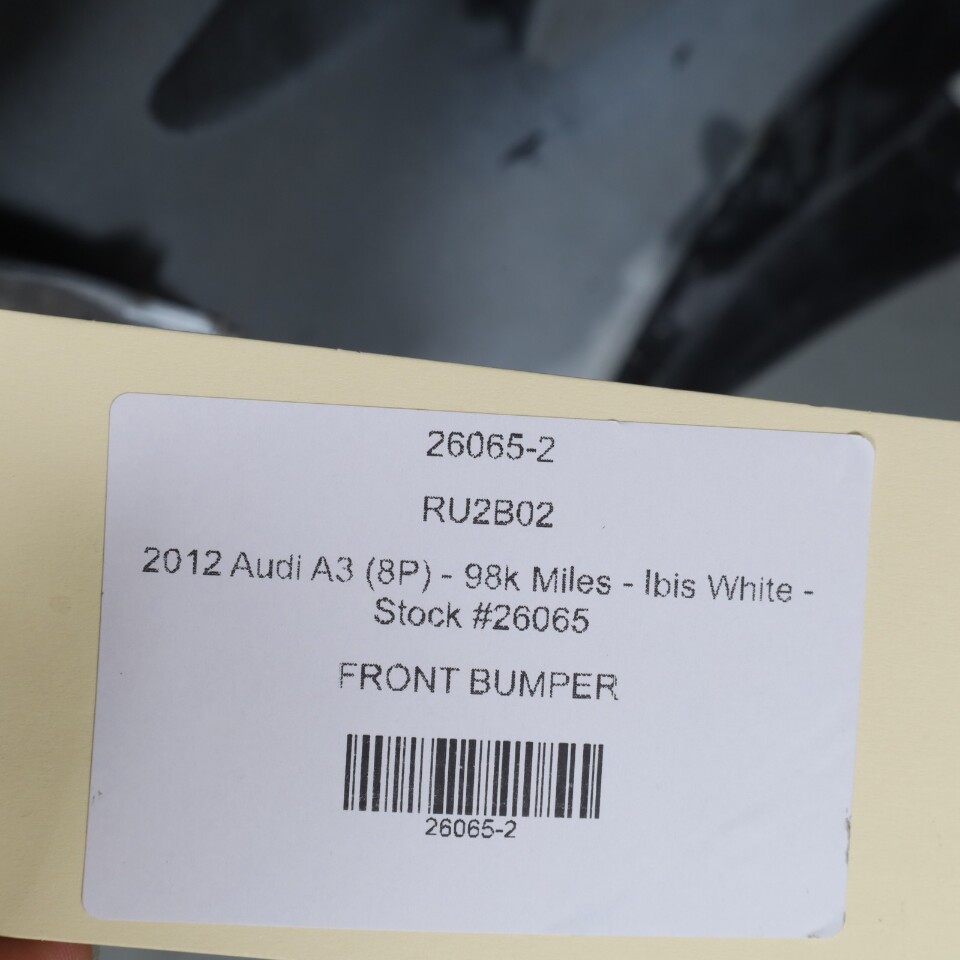 26065-2
RU2B02
2012 Audi A3 (8P) - 98k Miles - Ibis White -
Stock #26065
FRONT BUMPER
26065-2